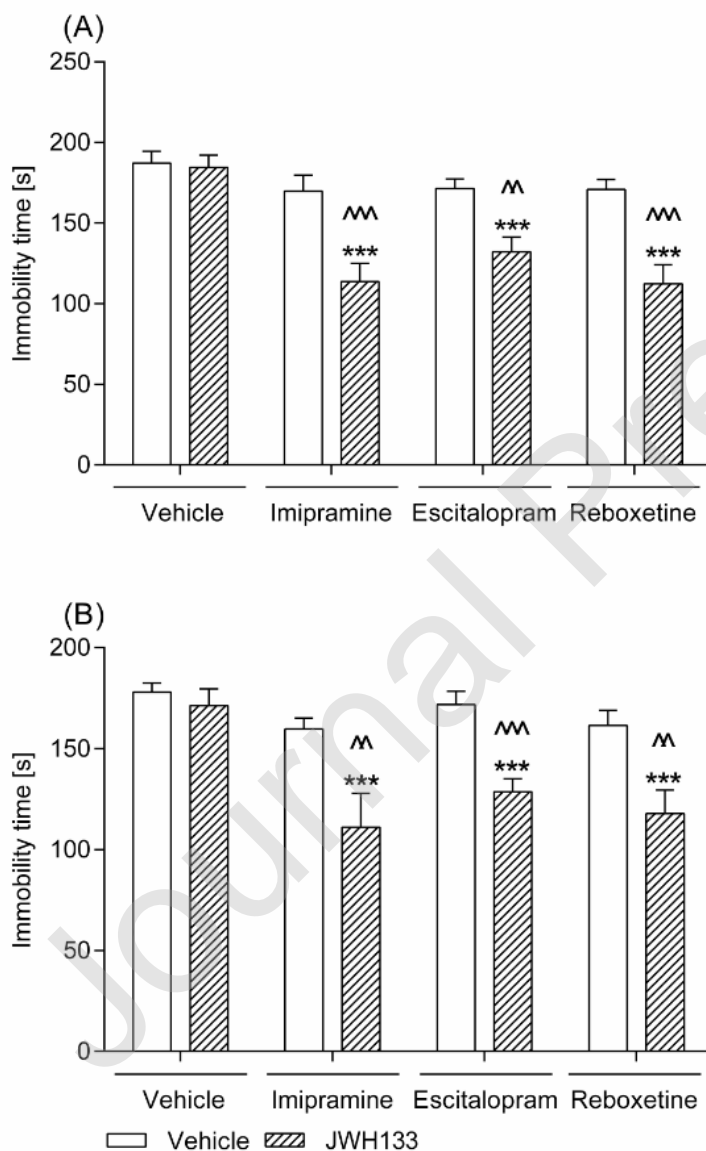 (A)
250
200
150
100
50
0
Immobility time [s]
^^^
***
^^
***
^^^
***
Vehicle Imipramine Escitalopram Reboxetine
(B)
200
150
100
50
0
Immobility time [s]
^^
***
^^^
***
^^
***
Vehicle Imipramine Escitalopram Reboxetine
Vehicle JWH133
Journal Pre